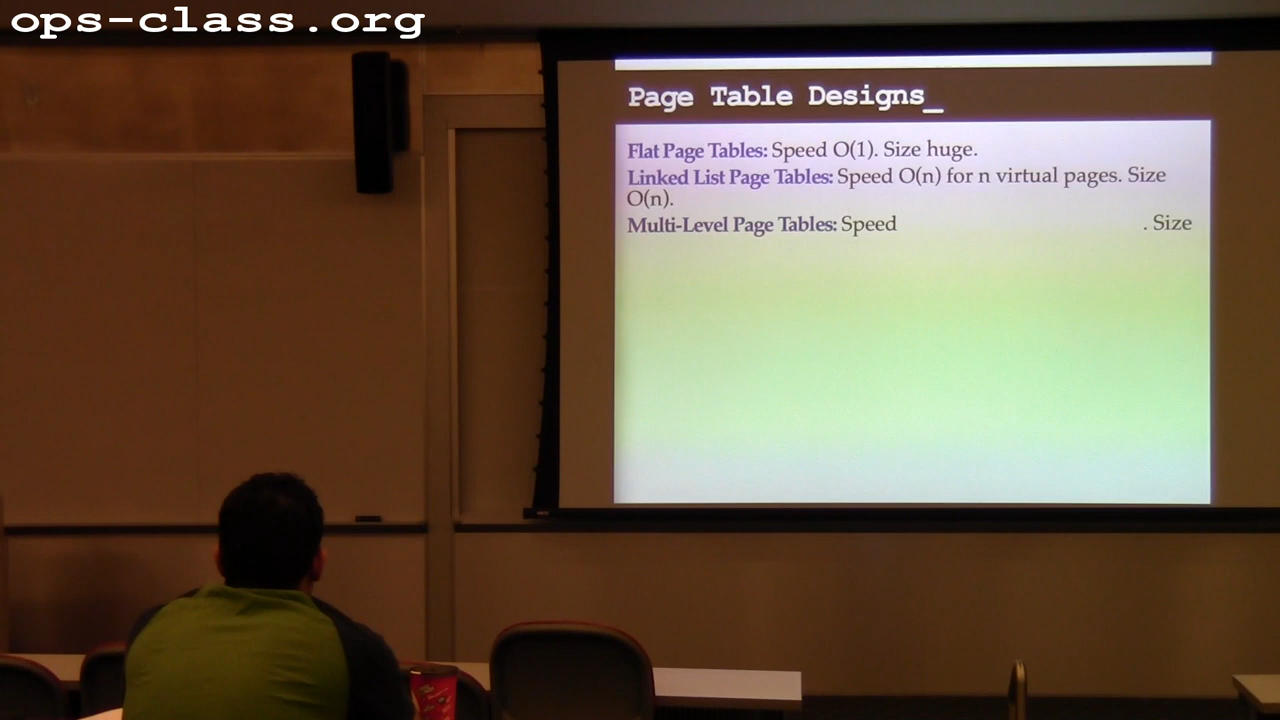 ops-class.org
Page Table Designs_
Flat Page Tables: Speed O(1). Size huge.
Linked List Page Tables: Speed O(n) for n virtual pages. Size
O(n).
Multi-Level Page Tables: Speed . Size